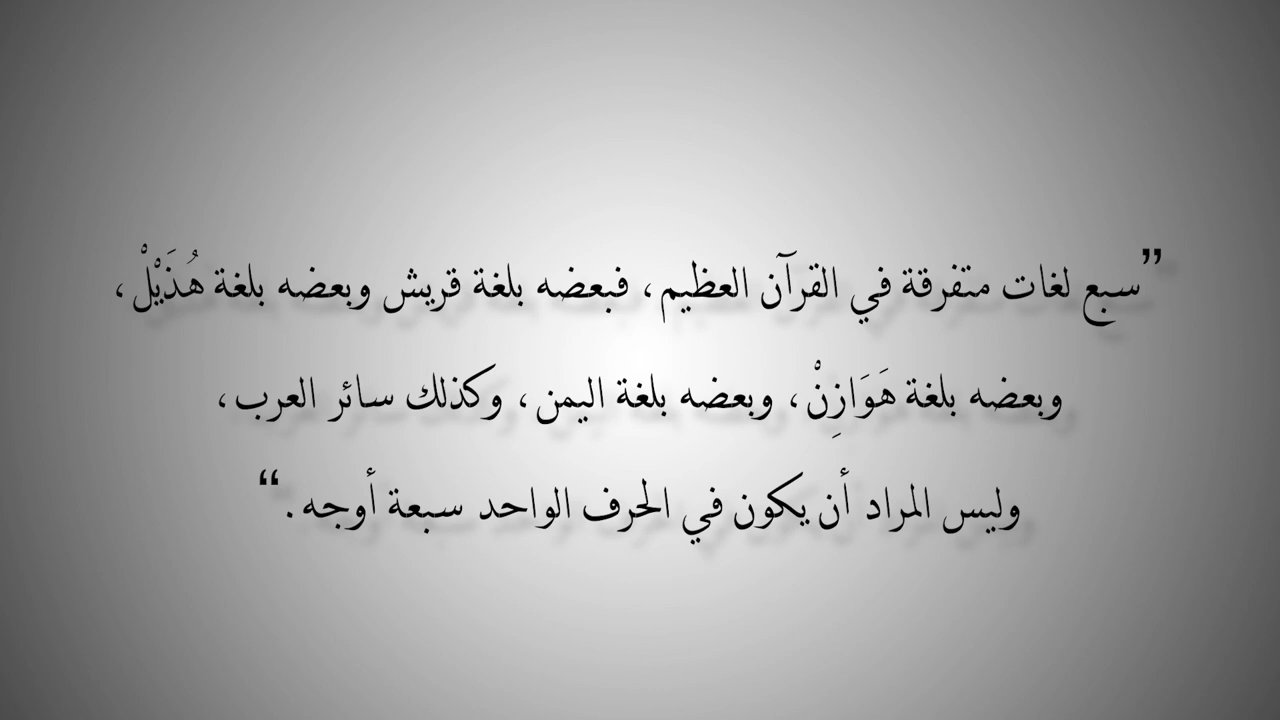 ”سبع لغات متفرقة في القرآن العظيم، فبعضه بلغة قريش وبعضه بلغة هُذَيْلْ،
وبعضه بلغة هَوَازِنْ، وبعضه بلغة اليمن، وكذلك سائر العرب،
وليس المراد أن يكون في الحرف الواحد سبعة أوجه.“